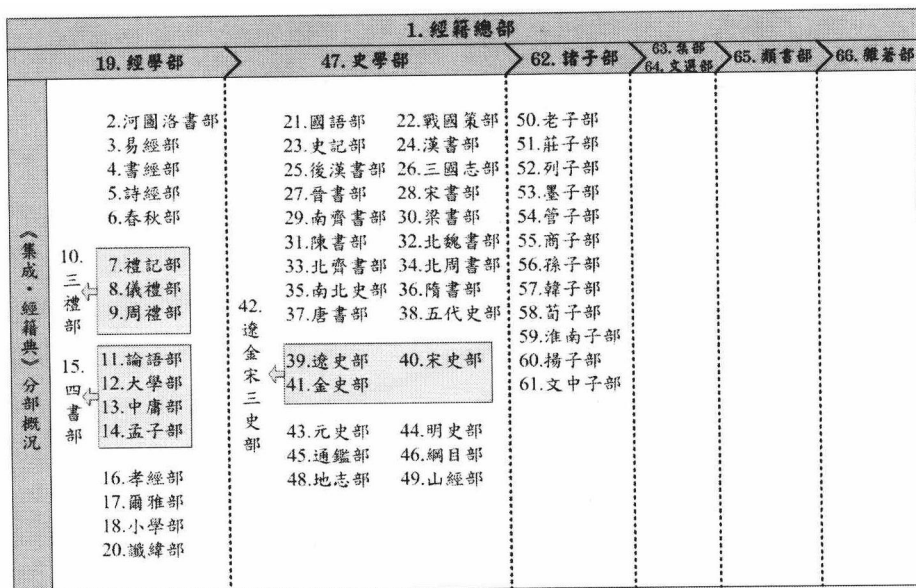 1. 經籍總部
19. 經學部
47. 史學部
62. 諸子部
63. 集部
64. 文選部
65. 類書部
66. 雜著部
《集成·經籍典》分部概況
2.河圖洛書部
3.易經部
4.書經部
5.詩經部
6.春秋部
10.三禮部
7.禮記部
8.儀禮部
9.周禮部
15.四書部
11.論語部
12.大學部
13.中庸部
14.孟子部
16.孝經部
17.爾雅部
18.小學部
20.讖緯部
21.國語部 22.戰國策部
23.史記部 24.漢書部
25.後漢書部 26.三國志部
27.晉書部 28.宋書部
29.南齊書部 30.梁書部
31.陳書部 32.北魏書部
33.北齊書部 34.北周書部
35.南北史部 36.隋書部
37.唐書部 38.五代史部
42.遼金宋三史部
39.遼史部 40.宋史部
41.金史部
43.元史部 44.明史部
45.通鑑部 46.綱目部
48.地志部 49.山經部
50.老子部
51.莊子部
52.列子部
53.墨子部
54.管子部
55.商子部
56.孫子部
57.韓子部
58.荀子部
59.淮南子部
60.揚子部
61.文中子部